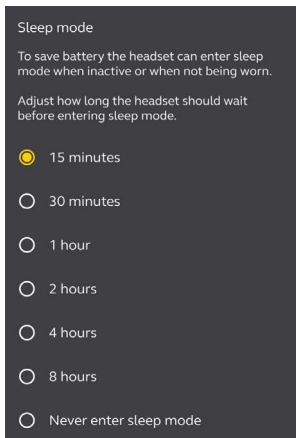 Sleep mode
To save battery the headset can enter sleep
mode when inactive or when not being worn.
Adjust how long the headset should wait
before entering sleep mode.
15 minutes
30 minutes
1 hour
2 hours
4 hours
8 hours
Never enter sleep mode